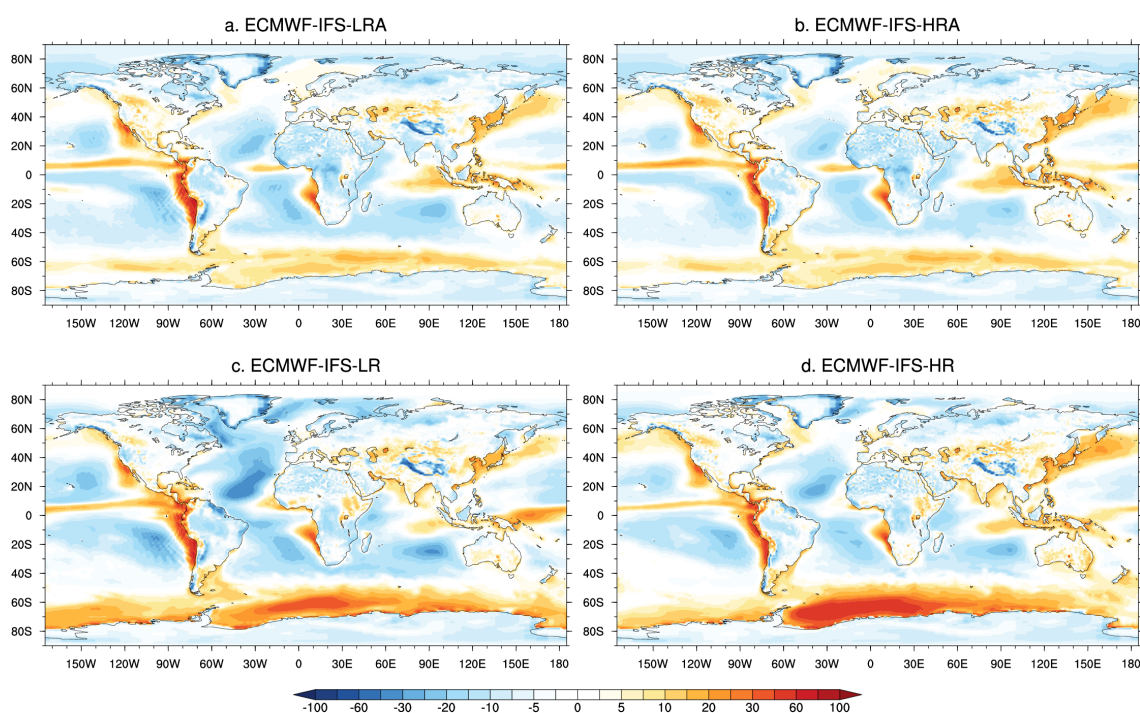 a. ECMWF-IFS-LRA
80N
60N
40N
20N
0
20S
40S
60S
80S
150W 120W 90W 60W 30W 0 30E 60E 90E 120E 150E 180
b. ECMWF-IFS-HRA
80N
60N
40N
20N
0
20S
40S
60S
80S
150W 120W 90W 60W 30W 0 30E 60E 90E 120E 150E 180
c. ECMWF-IFS-LR
80N
60N
40N
20N
0
20S
40S
60S
80S
150W 120W 90W 60W 30W 0 30E 60E 90E 120E 150E 180
d. ECMWF-IFS-HR
80N
60N
40N
20N
0
20S
40S
60S
80S
150W 120W 90W 60W 30W 0 30E 60E 90E 120E 150E 180
-100 -60 -30 -20 -10 -5 0 5 10 20 30 60 100